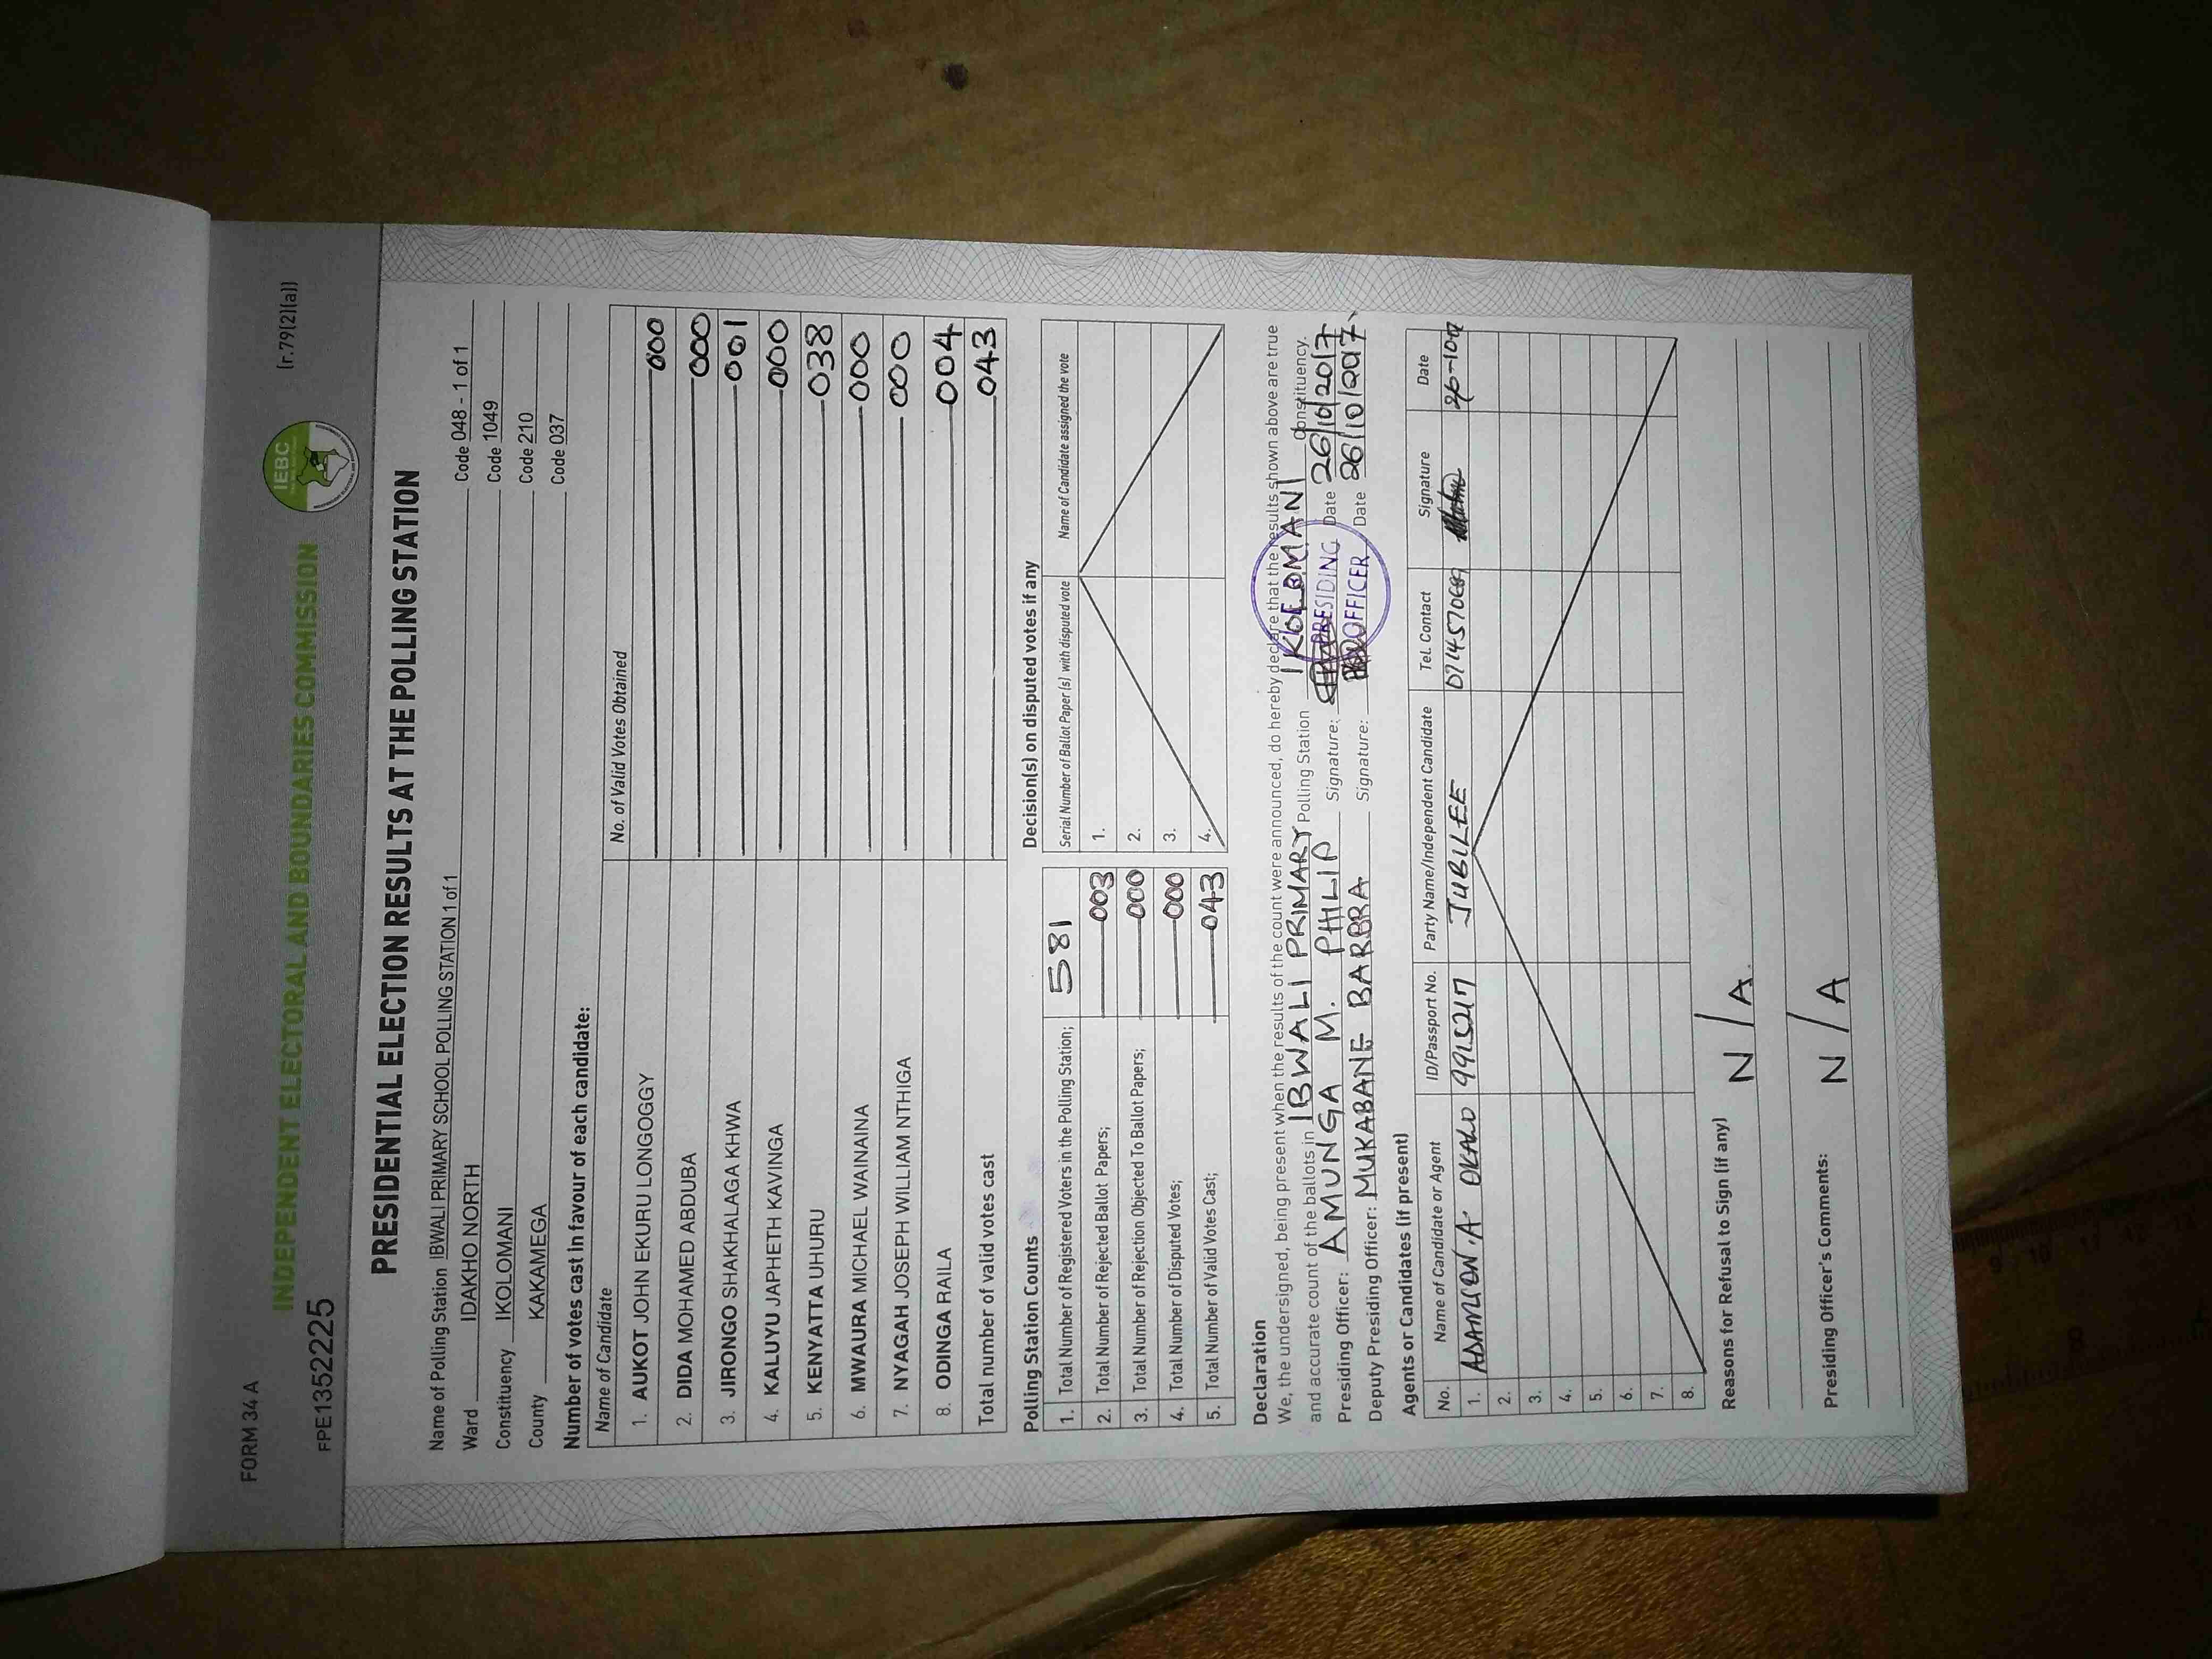 FORM 34 A
(r.79(2)(a))
INDEPENDENT ELECTORAL AND BOUNDARIES COMMISSION
IEBC
FPE1352225
PRESIDENTIAL ELECTION RESULTS AT THE POLLING STATION
Name of Polling Station IBWALI PRIMARY SCHOOL POLLING STATION 1 of 1 Code 048 - 1 of 1
Ward IDAKHO NORTH Code 1049
Constituency IKOLOMANI Code 210
County KAKAMEGA Code 037
Number of votes cast in favour of each candidate:
Name of Candidate No. of Valid Votes Obtained
1. AUKOT JOHN EKURU LONGOGGY 000
2. DIDA MOHAMED ABDUBA 000
3. JIRONGO SHAKHALAGA KHWA 001
4. KALUYU JAPHETH KAVINGA 000
5. KENYATTA UHURU 038
6. MWAURA MICHAEL WAINAINA 000
7. NYAGAH JOSEPH WILLIAM NTHIGA 000
8. ODINGA RAILA 004
Total number of valid votes cast 043
Polling Station Counts Decision(s) on disputed votes if any
Serial Number of Ballot Paper(s) with disputed vote Name of Candidate assigned the vote
1. Total Number of Registered Voters in the Polling Station; 581
2. Total Number of Rejected Ballot Papers; 003 1.
3. Total Number of Rejection Objected To Ballot Papers; 000 2.
4. Total Number of Disputed Votes; 000 3.
5. Total Number of Valid Votes Cast; 043 4.
Declaration
We, the undersigned, being present when the results of the count were announced, do hereby declare that the results shown above are true
and accurate count of the ballots in IBWALI PRIMARY Polling Station IKOLOMANI Constituency.
Presiding Officer: AMUNGA M. PHILIP Signature: Date 26/10/2017
Deputy Presiding Officer: MUKABANE BARBRA Signature: Date 26/10/2017
PRESIDING
OFFICER
Agents or Candidates (if present)
No. Name of Candidate or Agent ID/Passport No. Party Name/Independent Candidate Tel. Contact Signature Date
1. A. 9915217 JUBILEE
2.
3.
4.
5.
6.
7.
8.
Reasons for Refusal to Sign (if any)
N/A.
Presiding Officer's Comments:
N/A